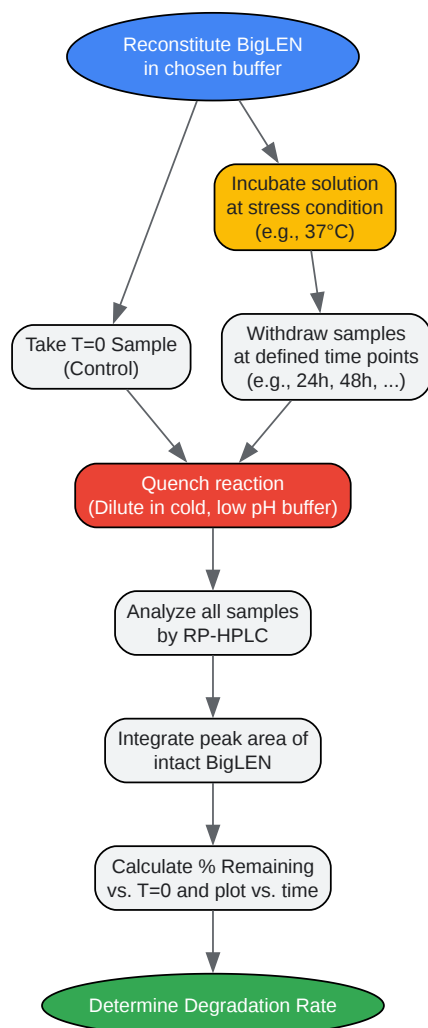 Reconstitute BigLEN
in chosen buffer
Incubate solution
at stress condition
(e.g., 37°C)
Take T=0 Sample
(Control)
Withdraw samples
at defined time points
(e.g., 24h, 48h, ...)
Quench reaction
(Dilute in cold, low pH buffer)
Analyze all samples
by RP-HPLC
Integrate peak area of
intact BigLEN
Calculate % Remaining
vs. T=0 and plot vs. time
Determine Degradation Rate